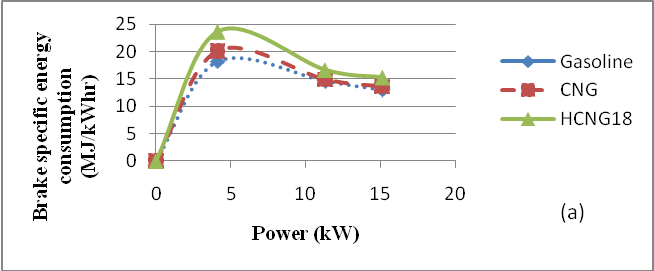 Brake specific energy
consumption
(MJ/kWhr)
25
20
15
10
5
0
0 5 10 15 20
Power (kW)
Gasoline
CNG
HCNG18
(a)